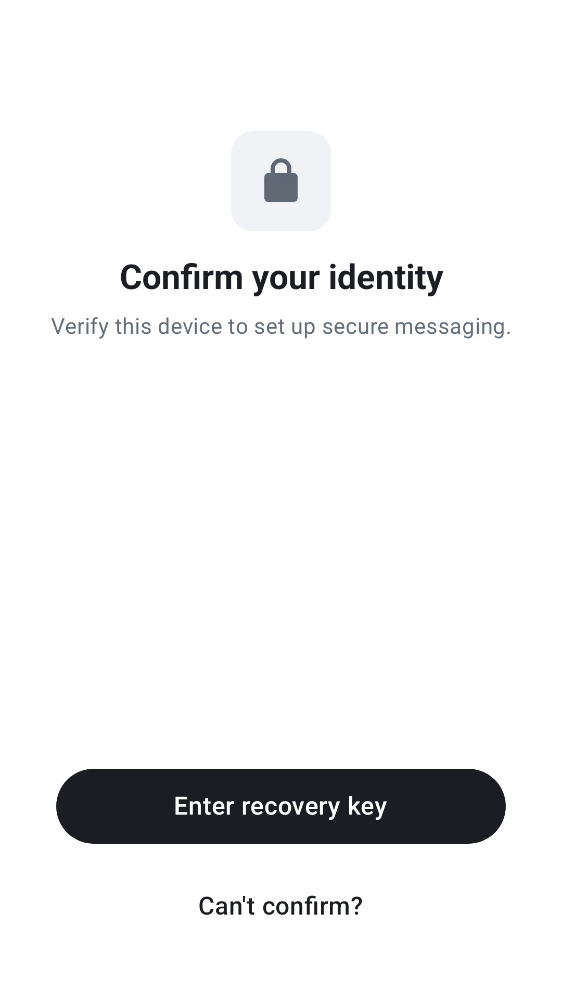 Confirm your identity
Verify this device to set up secure messaging.
Enter recovery key
Can't confirm?